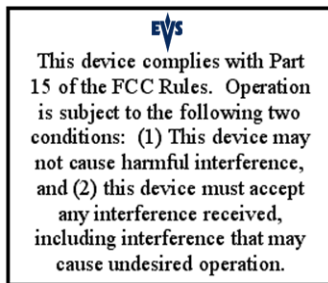 EVS
This device complies with Part
15 of the FCC Rules.  Operation
is subject to the following two
conditions:  (1) This device may
not cause harmful interference,
and (2) this device must accept
any interference received,
including interference that may
cause undesired operation.